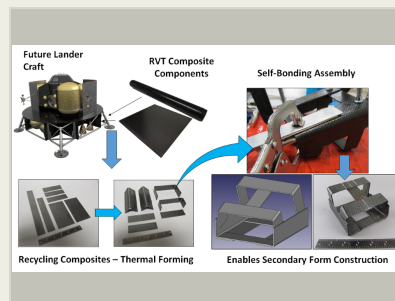 Future Lander
Craft
RVT Composite
Components
Self-Bonding Assembly
Recycling Composites – Thermal Forming
Enables Secondary Form Construction